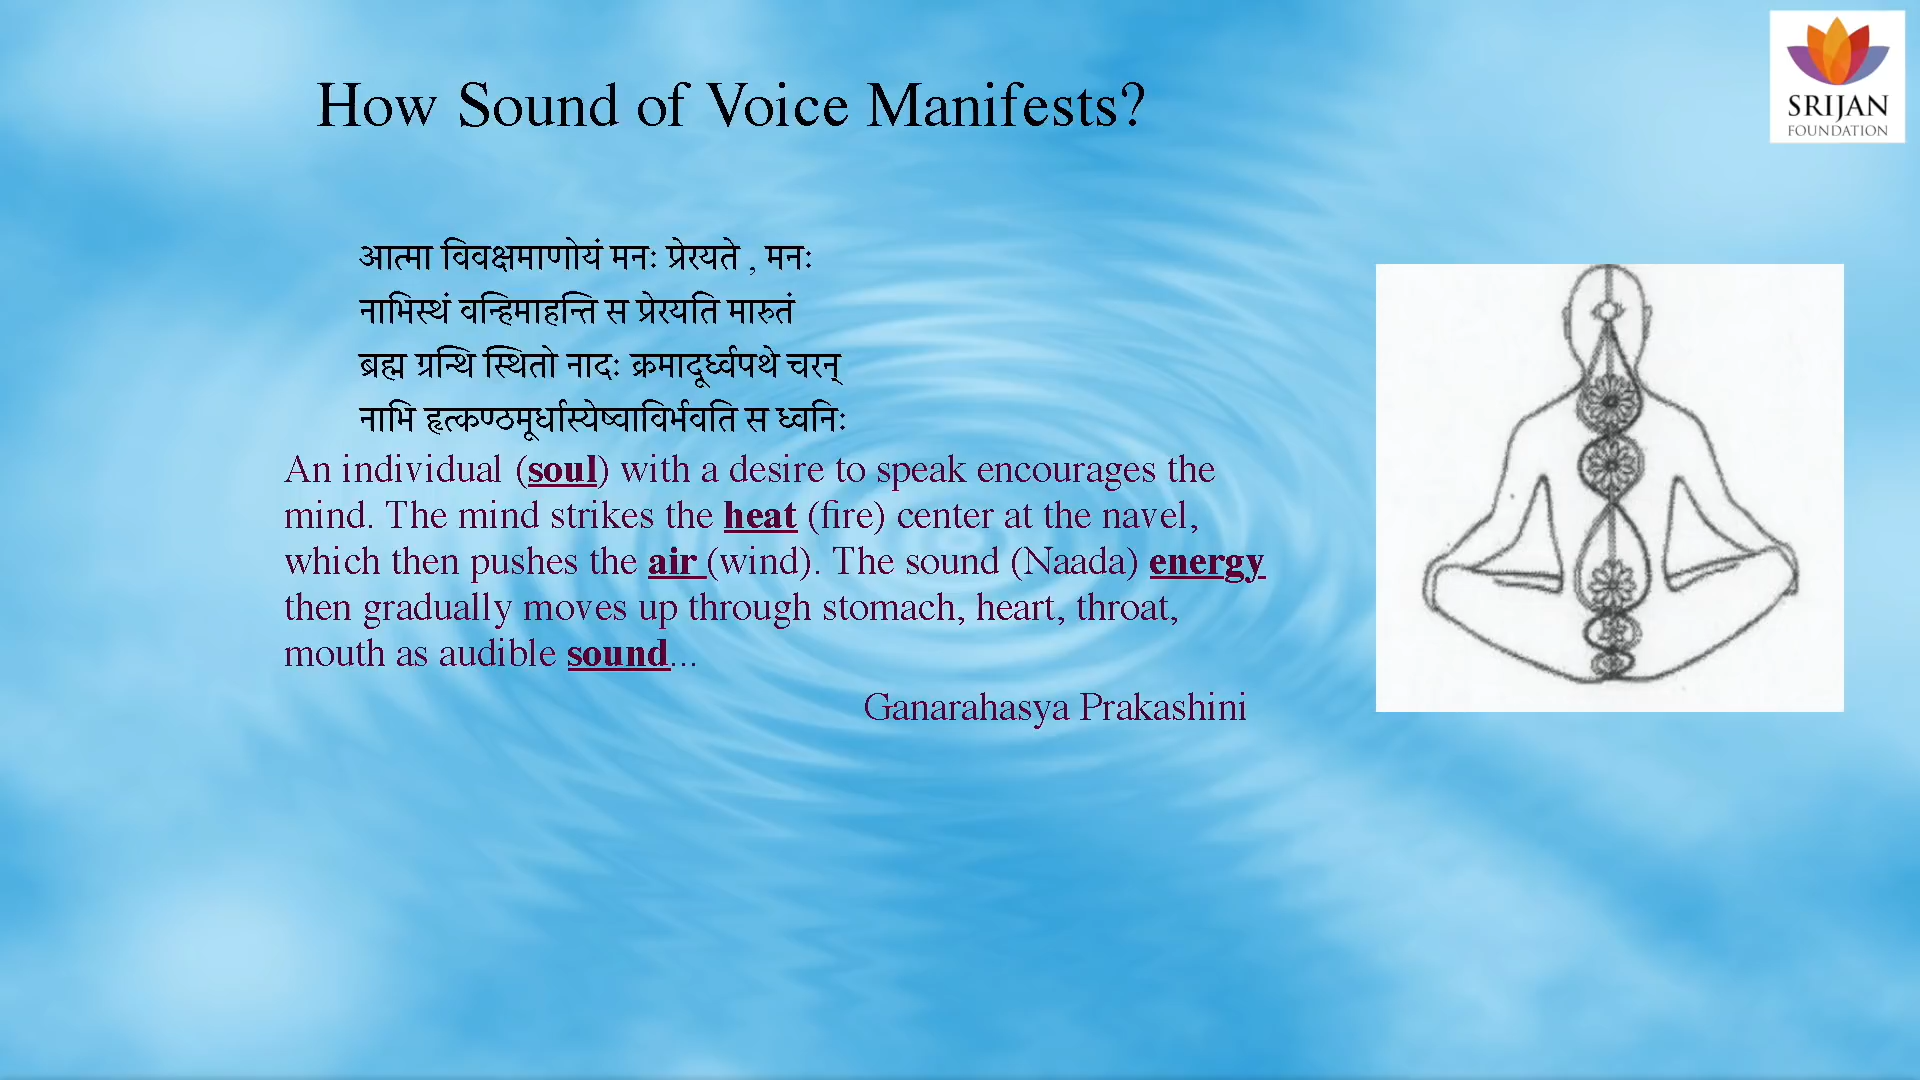 How Sound of Voice Manifests?
SRIJAN
FOUNDATION
आत्मा विवक्षमाणोयं मनः प्रेरयते , मनः
नाभिस्थं वन्हिमाहन्ति स प्रेरयति मारुतं
ब्रह्म ग्रन्थि स्थितो नादः क्रमादूर्ध्वपथे चरन्
नाभि हृत्कण्ठमूर्धास्येष्वाविर्भवति स ध्वनिः
An individual (soul) with a desire to speak encourages the
mind. The mind strikes the heat (fire) center at the navel,
which then pushes the air (wind). The sound (Naada) energy
then gradually moves up through stomach, heart, throat,
mouth as audible sound...
Ganarahasya Prakashini